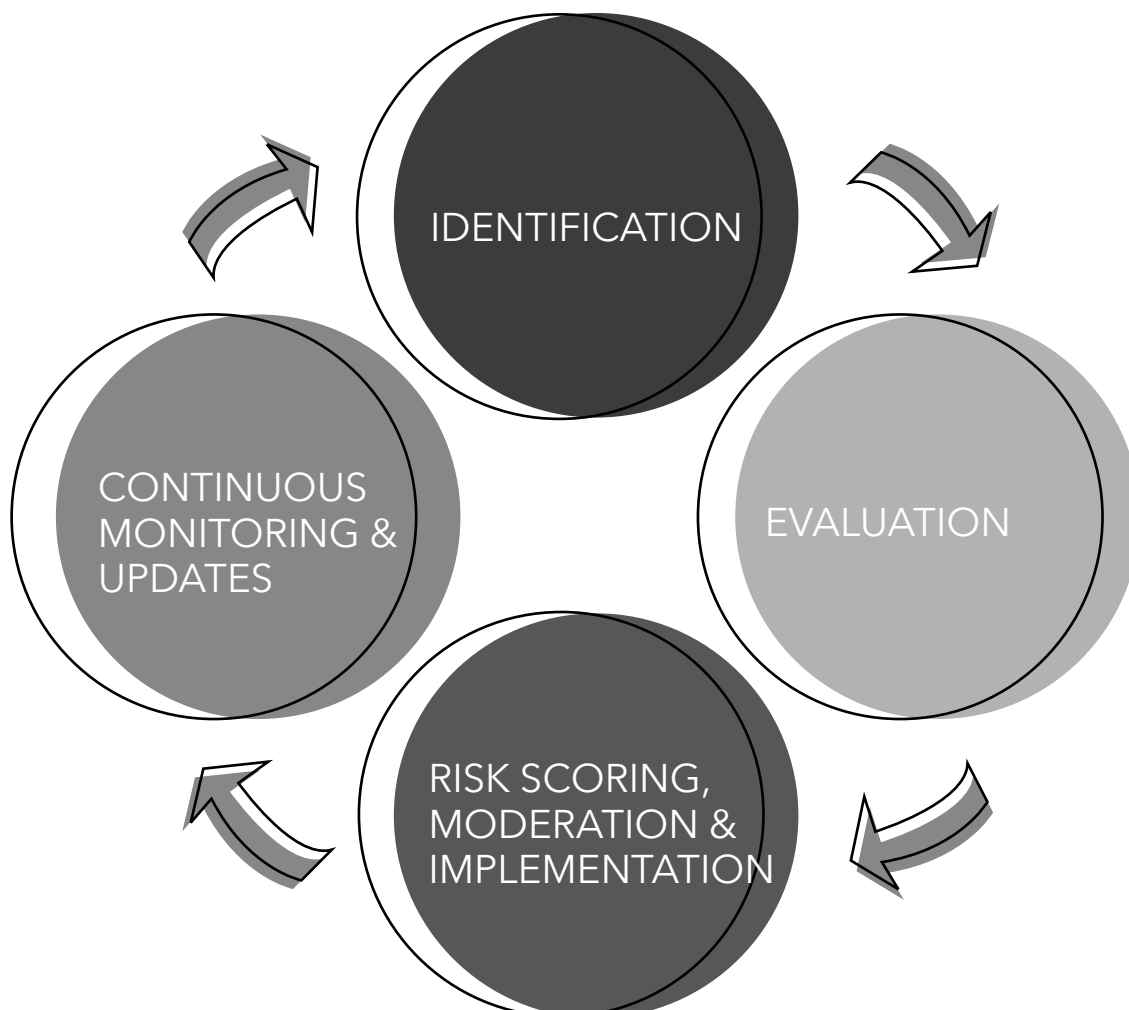 IDENTIFICATION
EVALUATION
RISK SCORING,
MODERATION &
IMPLEMENTATION
CONTINUOUS
MONITORING &
UPDATES